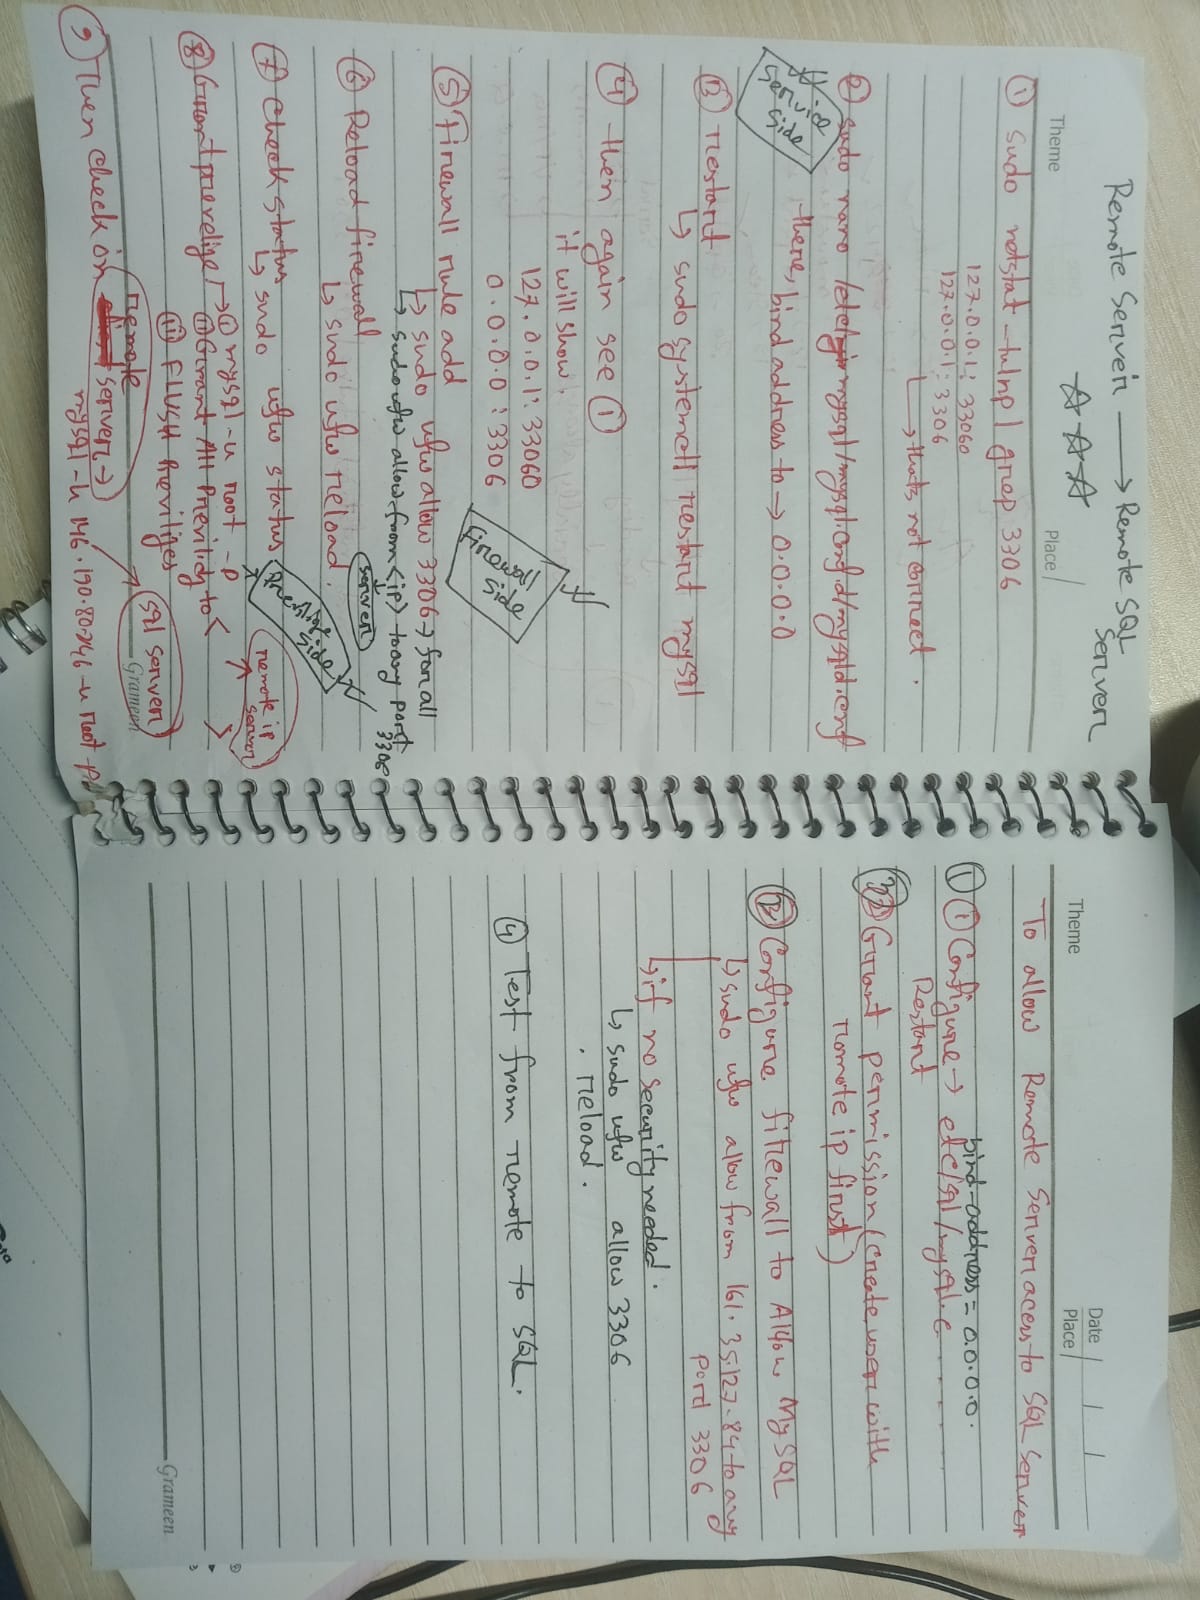 Remote Server → Remote SQL Server
Theme
Place/
① sudo netstat -tulnp | grep 3306
127.0.0.1:33060
127.0.0.1:3306
↳ thats not connect.
② sudo nano /etc/mysql/mysql.conf.d/mysqld.cnf
there, bind address to → 0.0.0.0
service side
③ restart
↳ sudo systemctl restart mysql
④ then again see ①
it will show,
127.0.0.1:33060
0.0.0.0:3306
firewall side
⑤ firewall rule add
↳ sudo ufw allow 3306 → for all
↳ sudo ufw allow from <ip> to any port 3306
server
⑥ Reload firewall
↳ sudo ufw reload.
⑦ check status
↳ sudo ufw status
side
⑧ Grant previlige → ⓘ mysql -u root -p
ⓘⓘ Grant All Previlidg to < >
remote ip server
ⓘⓘⓘ FLUSH Previliges
⑨ Then check on remote server →
sql server
mysql -u 146.190.80.246 -u root -p
Grameen
Theme
Date
Place
To allow Remote Server acess to SQL Server
① ① Configure → etc/sql/mysql.c......
bind-address = 0.0.0.0.
Restart
② Grant permission (create user with
remote ip first)
③ Configure firewall to Allow MySQL
↳ sudo ufw allow from 161.35.127.84 to any
port 3306
↳ if no security needed.
↳ sudo ufw allow 3306
. reload.
④ Test from remote to SQL.
Grameen